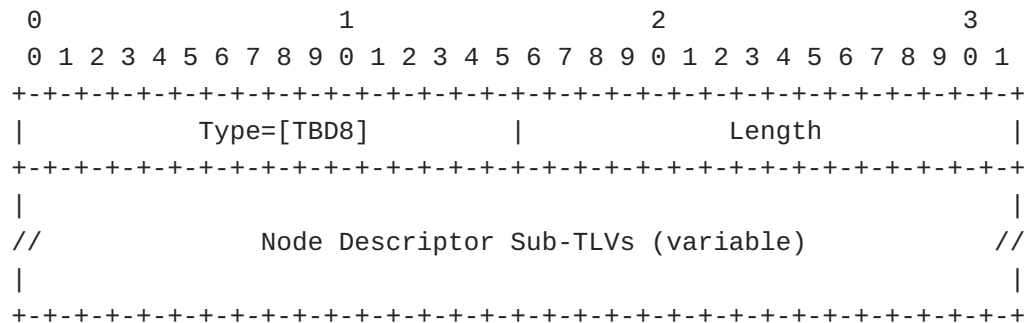 0                   1                   2                   3
 0 1 2 3 4 5 6 7 8 9 0 1 2 3 4 5 6 7 8 9 0 1 2 3 4 5 6 7 8 9 0 1
+-+-+-+-+-+-+-+-+-+-+-+-+-+-+-+-+-+-+-+-+-+-+-+-+-+-+-+-+-+-+-+-+
|           Type=[TBD8]         |             Length            |
+-+-+-+-+-+-+-+-+-+-+-+-+-+-+-+-+-+-+-+-+-+-+-+-+-+-+-+-+-+-+-+-+
|                                                               |
//              Node Descriptor Sub-TLVs (variable)            //
|                                                               |
+-+-+-+-+-+-+-+-+-+-+-+-+-+-+-+-+-+-+-+-+-+-+-+-+-+-+-+-+-+-+-+-+